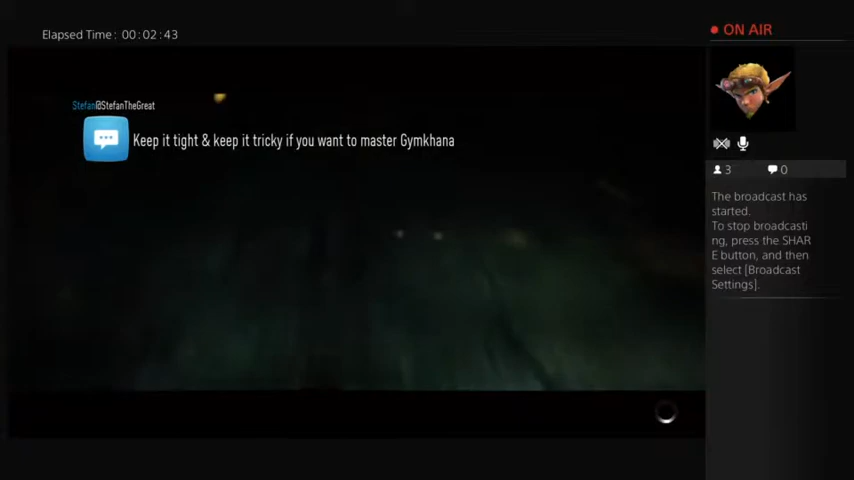 Elapsed Time: 00:02:43
ON AIR
Stefan@StefanTheGreat
Keep it tight & keep it tricky if you want to master Gymkhana
3 0
The broadcast has
started.
To stop broadcasti
ng, press the SHAR
E button, and then
select [Broadcast
Settings].